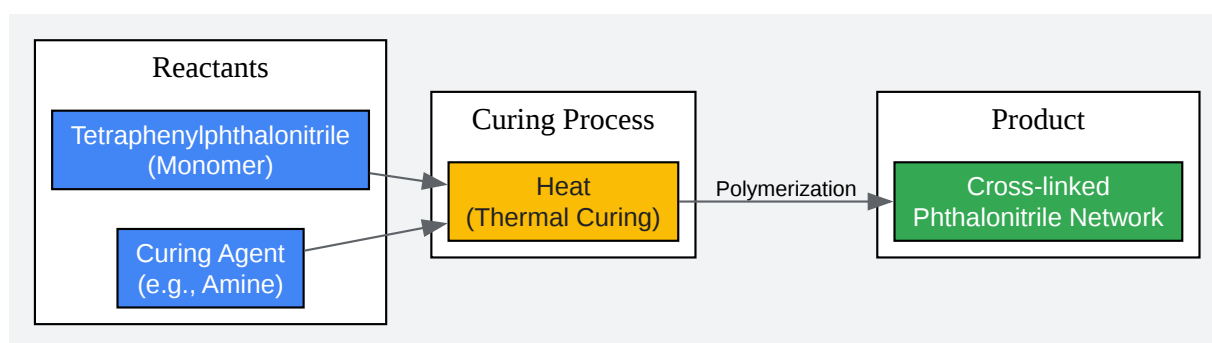 Reactants
Tetraphenylphthalonitrile
(Monomer)
Curing Agent
(e.g., Amine)
Curing Process
Heat
(Thermal Curing)
Polymerization
Product
Cross-linked
Phthalonitrile Network